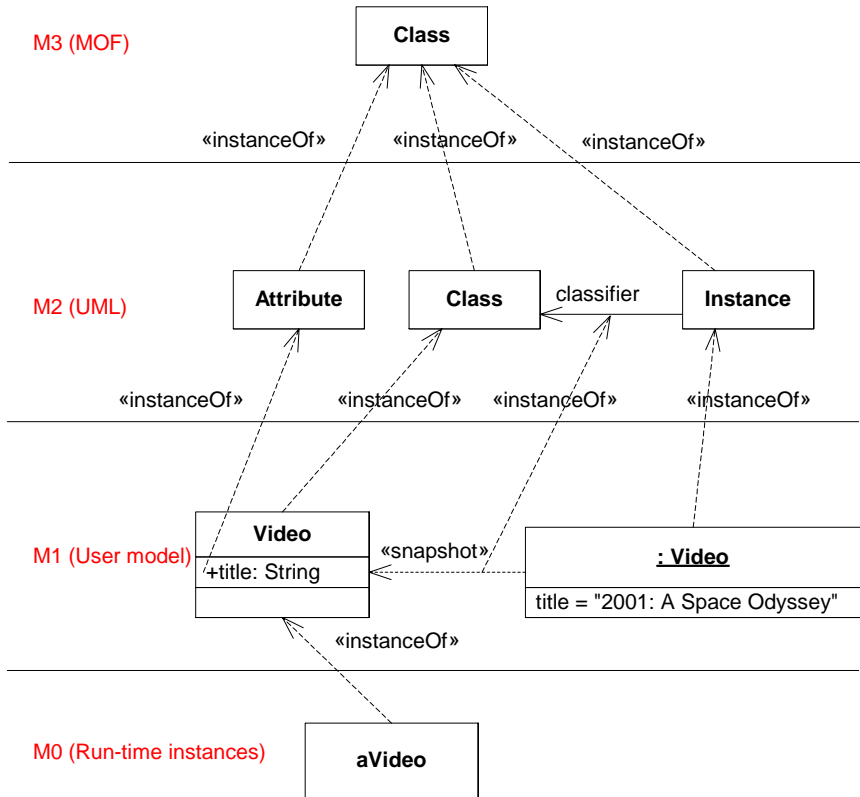 M3 (MOF)
Class
«instanceOf»
«instanceOf»
«instanceOf»
M2 (UML)
Attribute
Class
classifier
Instance
«instanceOf»
«instanceOf»
«instanceOf»
«instanceOf»
M1 (User model)
Video
+title: String
«snapshot»
: Video
title = "2001: A Space Odyssey"
«instanceOf»
M0 (Run-time instances)
aVideo